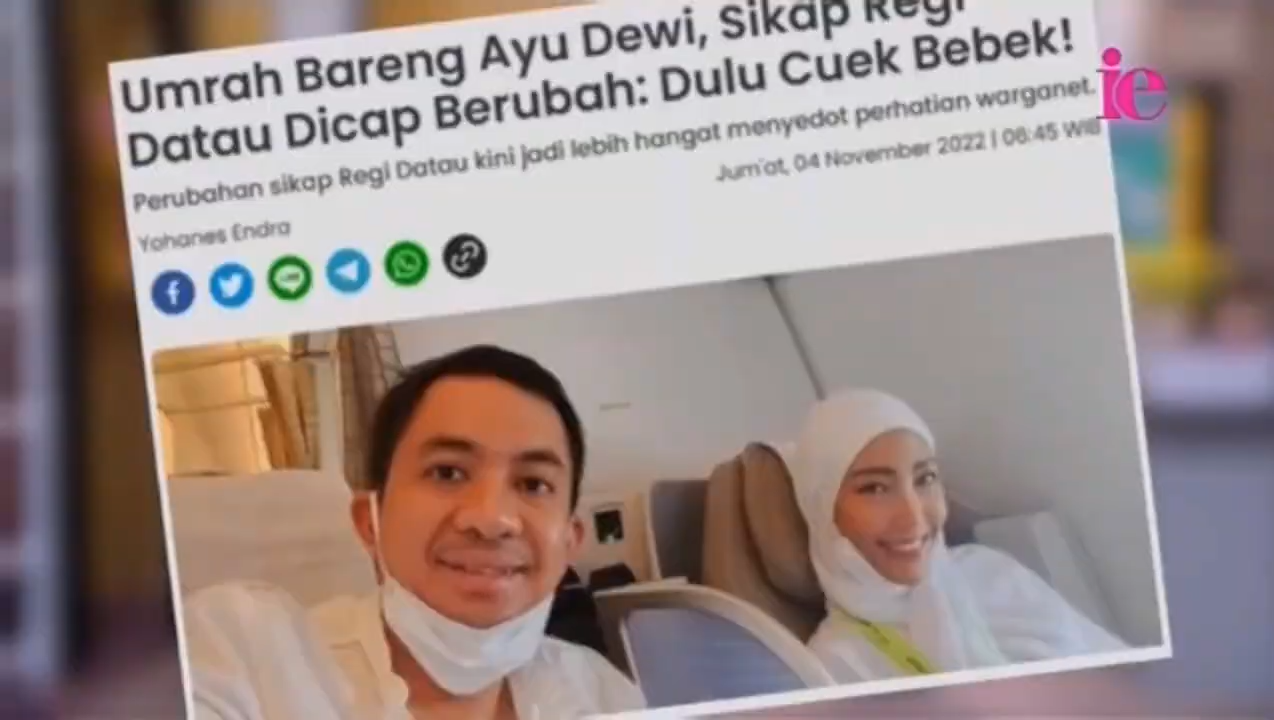 Umrah Bareng Ayu Dewi, Sikap Regi
Datau Dicap Berubah: Dulu Cuek Bebek!
Perubahan sikap Regi Datau kini jadi lebih hangat menyedot perhatian warganet.
Jum'at, 04 November 2022 | 06:45 WIB
Yohanes Endra
ie